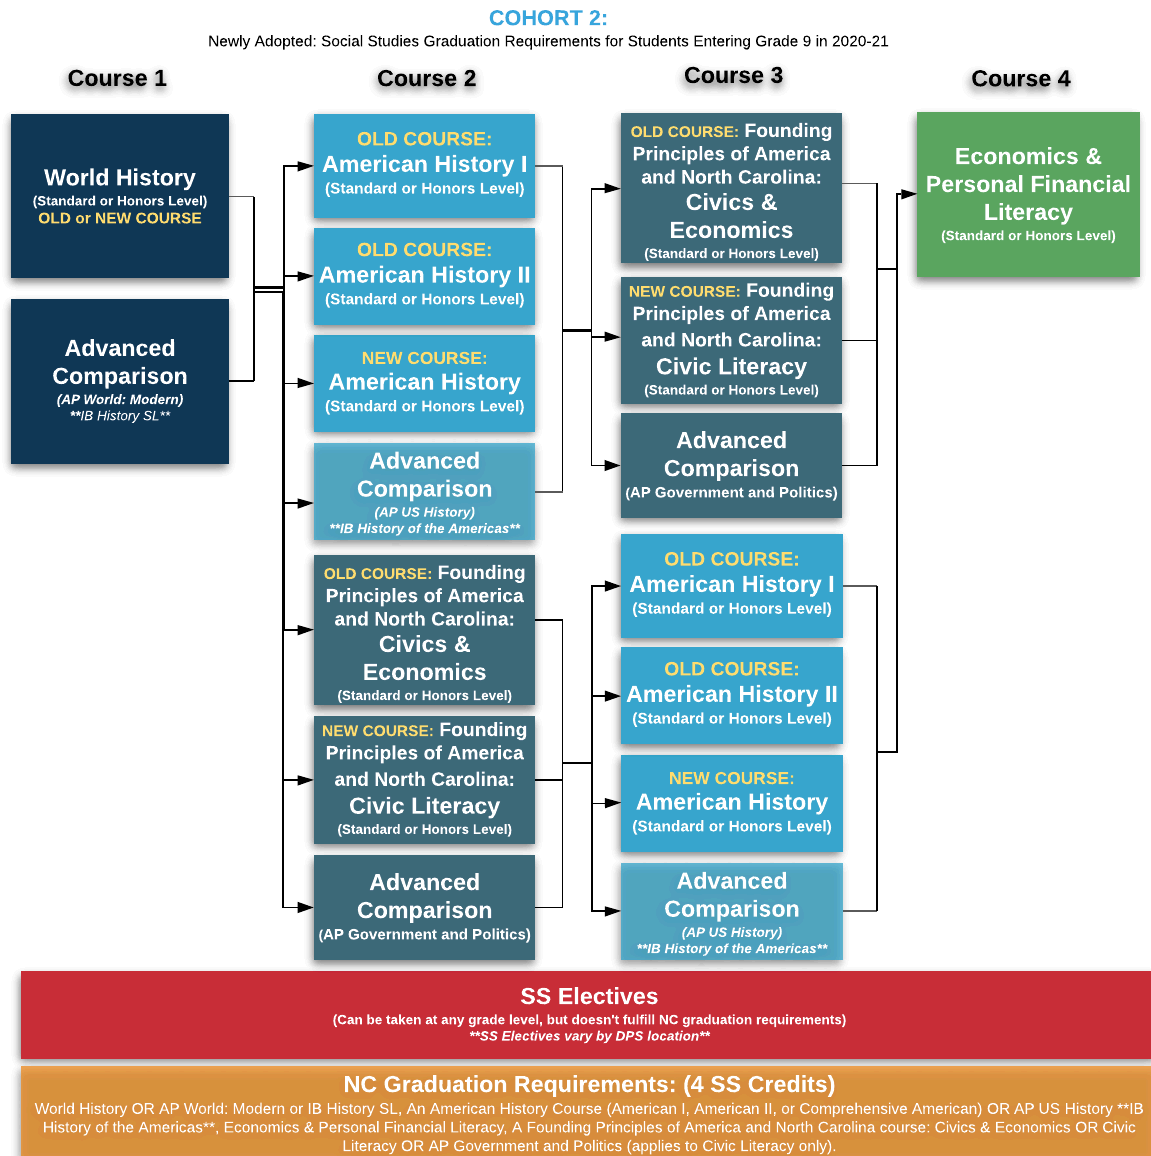 COHORT 2:
Newly Adopted: Social Studies Graduation Requirements for Students Entering Grade 9 in 2020-21
Course 1
Course 2
Course 3
Course 4
World History
(Standard or Honors Level)
OLD or NEW COURSE
Advanced
Comparison
(AP World: Modern)
**IB History SL**
OLD COURSE:
American History I
(Standard or Honors Level)
OLD COURSE:
American History II
(Standard or Honors Level)
NEW COURSE:
American History
(Standard or Honors Level)
Advanced
Comparison
(AP US History)
**IB History of the Americas**
OLD COURSE: Founding
Principles of America
and North Carolina:
Civics &
Economics
(Standard or Honors Level)
NEW COURSE: Founding
Principles of America
and North Carolina:
Civic Literacy
(Standard or Honors Level)
Advanced
Comparison
(AP Government and Politics)
OLD COURSE: Founding
Principles of America
and North Carolina:
Civics &
Economics
(Standard or Honors Level)
NEW COURSE: Founding
Principles of America
and North Carolina:
Civic Literacy
(Standard or Honors Level)
Advanced
Comparison
(AP Government and Politics)
OLD COURSE:
American History I
(Standard or Honors Level)
OLD COURSE:
American History II
(Standard or Honors Level)
NEW COURSE:
American History
(Standard or Honors Level)
Advanced
Comparison
(AP US History)
**IB History of the Americas**
Economics &
Personal Financial
Literacy
(Standard or Honors Level)
SS Electives
(Can be taken at any grade level, but doesn't fulfill NC graduation requirements)
**SS Electives vary by DPS location**
NC Graduation Requirements: (4 SS Credits)
World History OR AP World: Modern or IB History SL, An American History Course (American I, American II, or Comprehensive American) OR AP US History **IB
History of the Americas**, Economics & Personal Financial Literacy, A Founding Principles of America and North Carolina course: Civics & Economics OR Civic
Literacy OR AP Government and Politics (applies to Civic Literacy only).